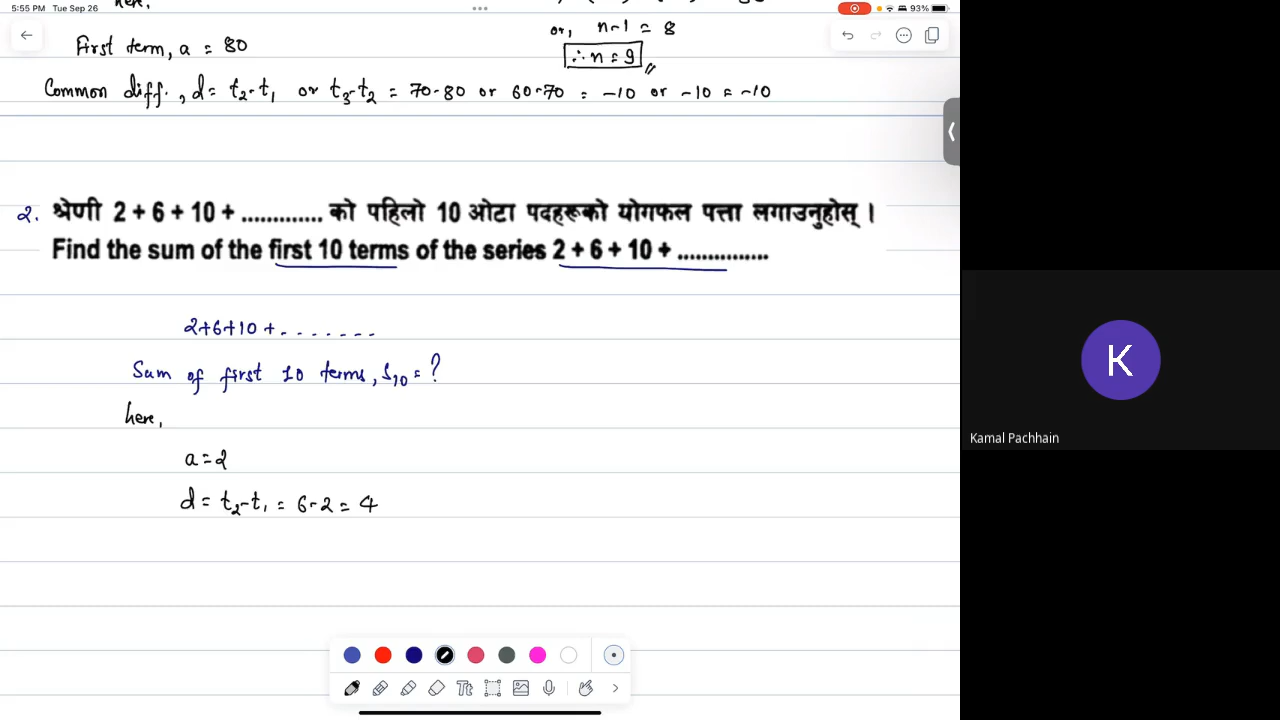 5:55 PM Tue Sep 26
93%
here,
First term, a = 80
or, n-1 = 8
∴ n = 9
Common diff., d = t₂-t₁ or t₃-t₂ = 70-80 or 60-70 = -10 or -10 = -10
2. श्रेणी 2 + 6 + 10 + ............. को पहिलो 10 ओटा पदहरूको योगफल पत्ता लगाउनुहोस् ।
Find the sum of the first 10 terms of the series 2 + 6 + 10 + ...............
2+6+10 + - - - - - - -
Sum of first 10 terms, S₁₀ = ?
here,
a = 2
d = t₂-t₁ = 6-2 = 4
Tt
K
Kamal Pachhain